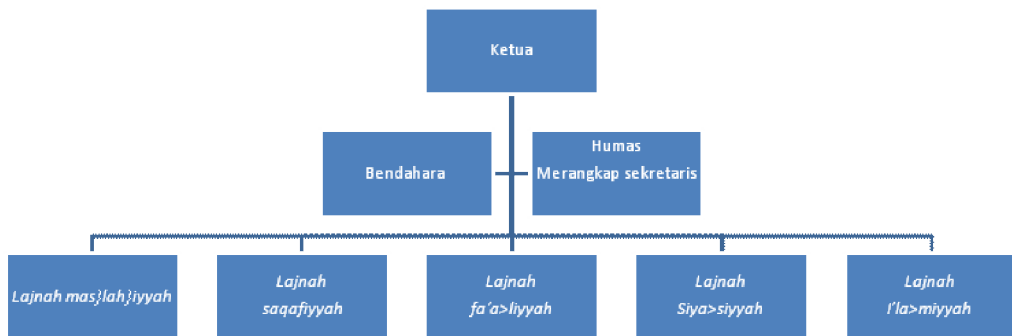 Ketua
Bendahara
Humas
Merangkap sekretaris
Lajnah mas}lah}iyyah
Lajnah
saqafiyyah
Lajnah
fa´a>liyyah
Lajnah
Siya>siyyah
Lajnah
I´la>miyyah